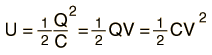 U = 1/2 Q²/C = 1/2 QV = 1/2 CV²